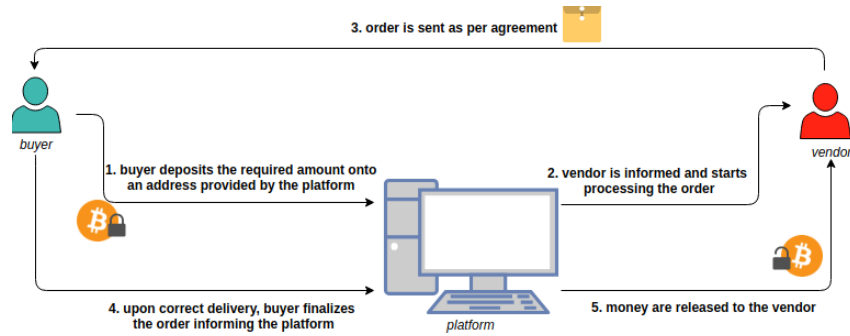 3. order is sent as per agreement
buyer
vendor
1. buyer deposits the required amount onto
an address provided by the platform
2. vendor is informed and starts
processing the order
4. upon correct delivery, buyer finalizes
the order informing the platform
platform
5. money are released to the vendor